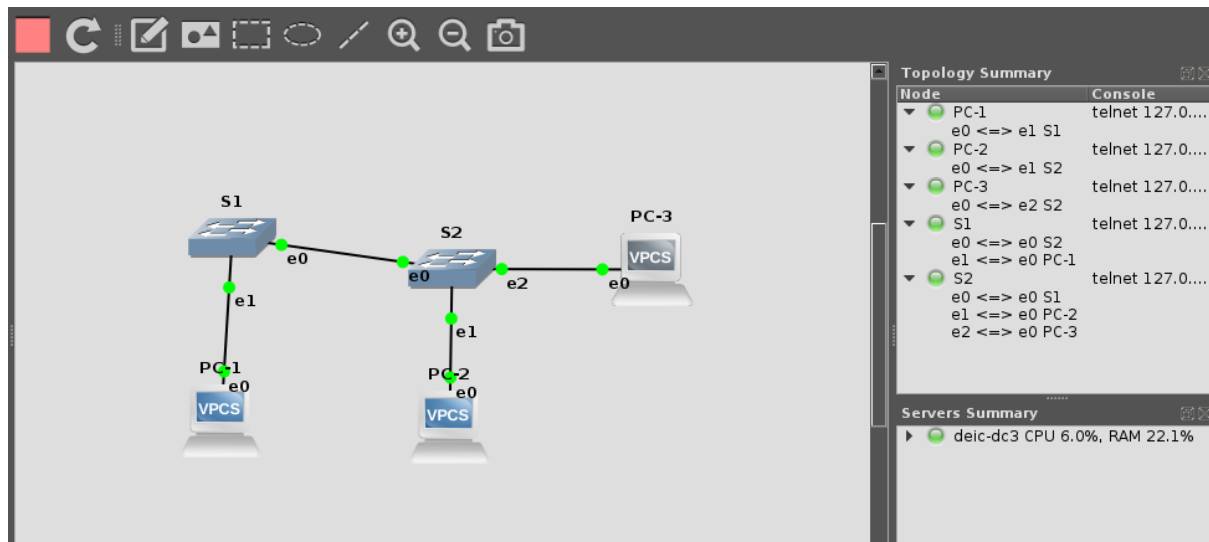 S1
e0
S2
PC-3
VPCS
e0
e2
e0
e1
e1
PC-1
e0
VPCS
PC-2
e0
VPCS
Topology Summary
Node Console
PC-1 telnet 127.0....
e0 <=> e1 S1
PC-2 telnet 127.0....
e0 <=> e1 S2
PC-3 telnet 127.0....
e0 <=> e2 S2
S1 telnet 127.0....
e0 <=> e0 S2
e1 <=> e0 PC-1
S2 telnet 127.0....
e0 <=> e0 S1
e1 <=> e0 PC-2
e2 <=> e0 PC-3
Servers Summary
deic-dc3 CPU 6.0%, RAM 22.1%